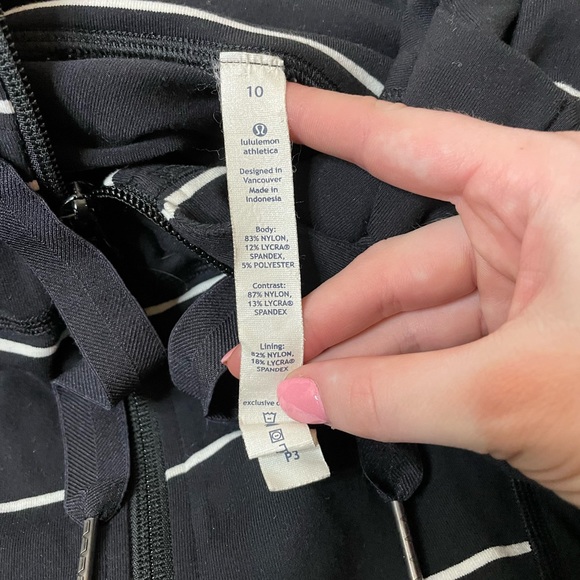 10
lululemon
athletica
Designed in
Vancouver
Made in
Indonesia
Body:
83% NYLON,
12% LYCRA®
SPANDEX,
5% POLYESTER
Contrast:
87% NYLON,
13% LYCRA®
SPANDEX
Lining:
82% NYLON,
18% LYCRA®
SPANDEX
exclusive
P3